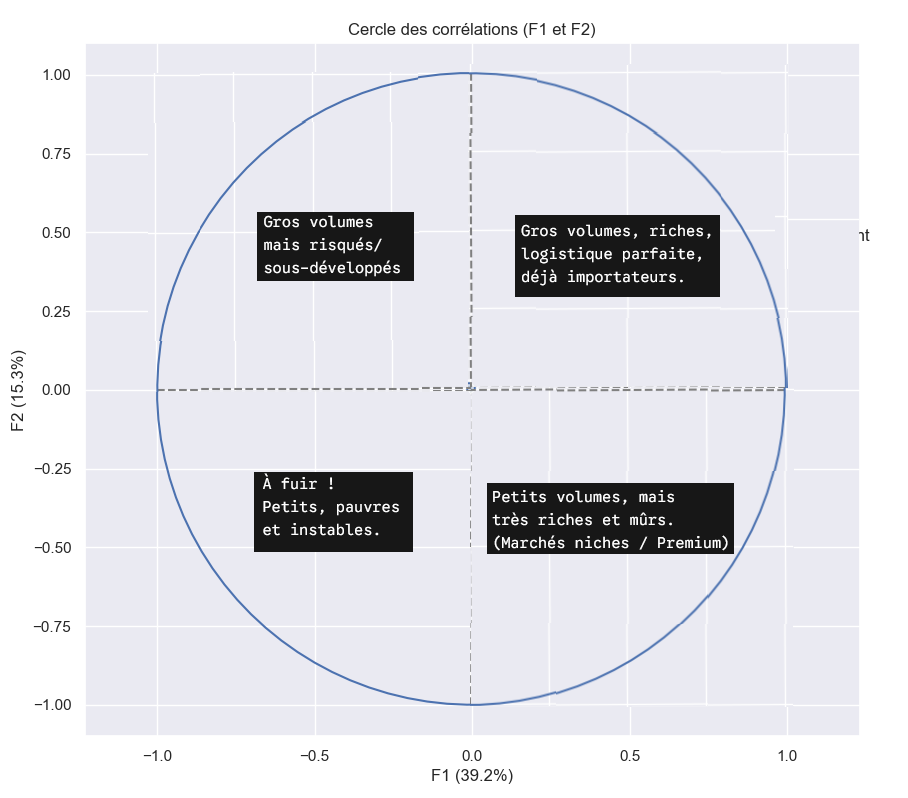 Cercle des corrélations (F1 et F2)
1.00
0.75
0.50
0.25
0.00
−0.25
−0.50
−0.75
−1.00
F2 (15.3%)
Gros volumes
mais risqués/
sous-développés
Gros volumes, riches,
logistique parfaite,
déjà importateurs.
nt
À fuir !
Petits, pauvres
et instables.
Petits volumes, mais
très riches et mûrs.
(Marchés niches / Premium)
−1.0
−0.5
0.0
0.5
1.0
F1 (39.2%)